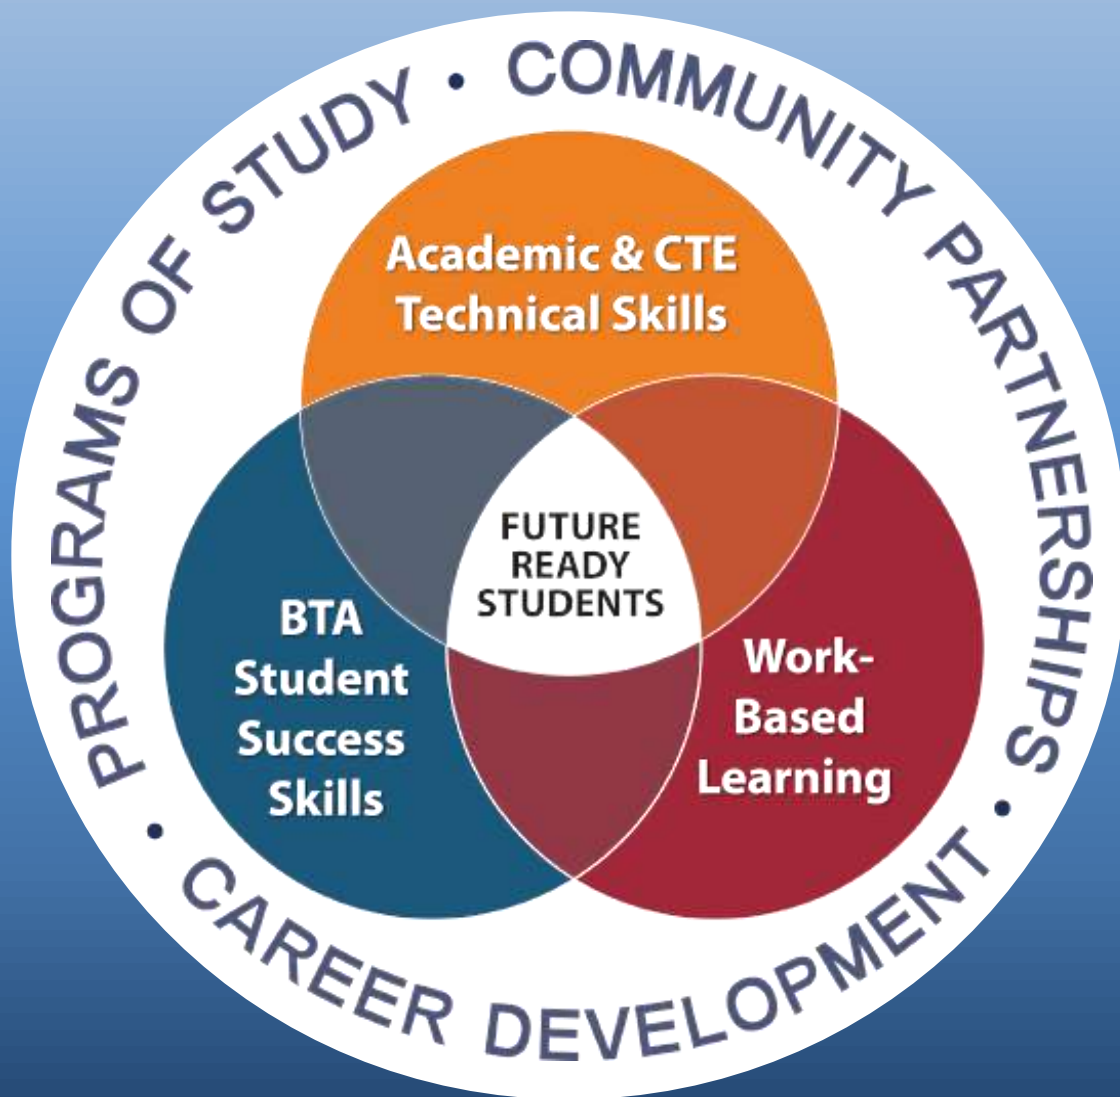 PROGRAMS OF STUDY • COMMUNITY PARTNERSHIPS •
Academic & CTE
Technical Skills
FUTURE
READY
STUDENTS
BTA
Student
Success
Skills
Work-
Based
Learning
• CAREER DEVELOPMENT